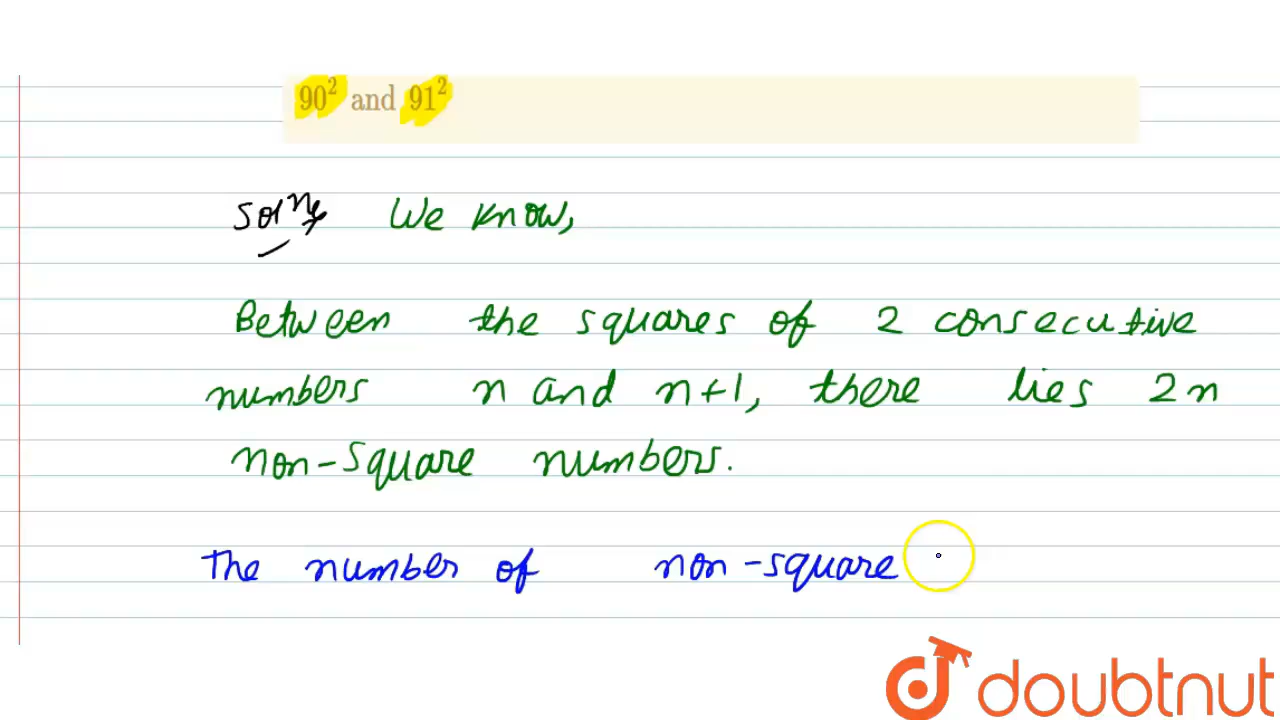 90² and 91²
Solⁿ, We know,
Between the squares of 2 consecutive
numbers n and n+1, there lies 2n
non-square numbers.
The number of non-square
doubtnut